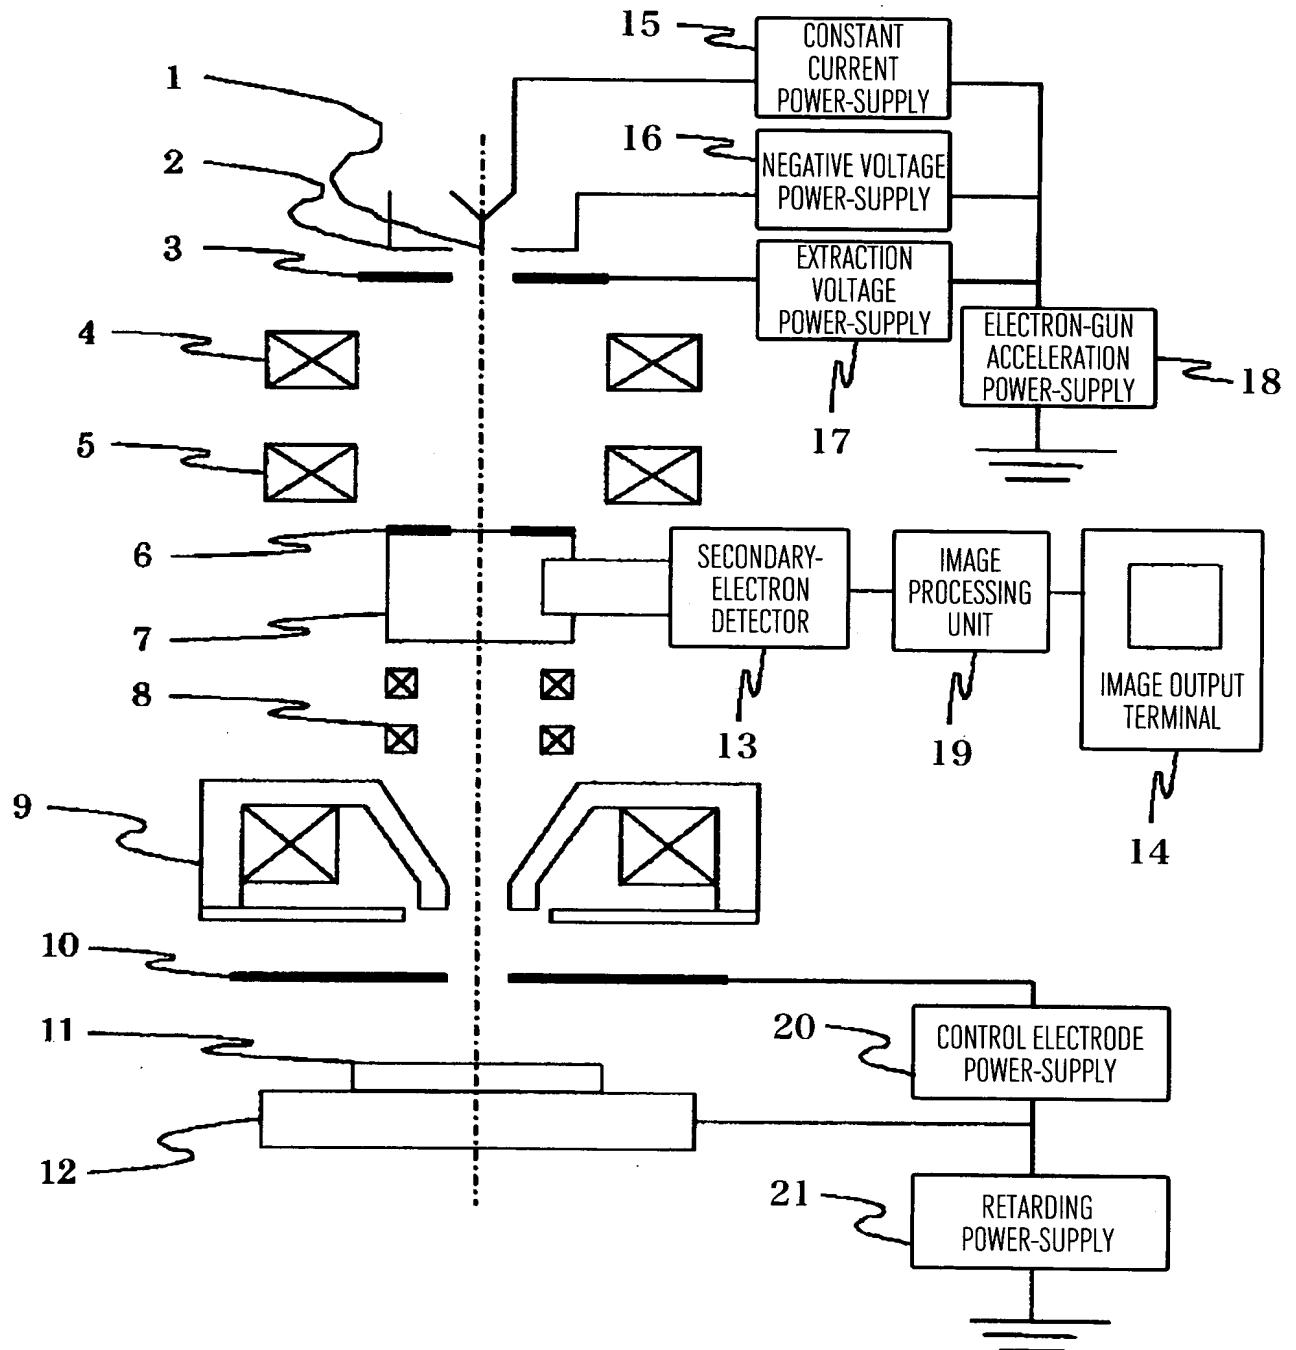 15
CONSTANT
CURRENT
POWER-SUPPLY
1
16
NEGATIVE VOLTAGE
POWER-SUPPLY
2
3
EXTRACTION
VOLTAGE
POWER-SUPPLY
17
4
ELECTRON-GUN
ACCELERATION
POWER-SUPPLY
18
5
6
7
SECONDARY-
ELECTRON
DETECTOR
13
IMAGE
PROCESSING
UNIT
19
IMAGE OUTPUT
TERMINAL
14
8
9
10
11
20
CONTROL ELECTRODE
POWER-SUPPLY
12
21
RETARDING
POWER-SUPPLY